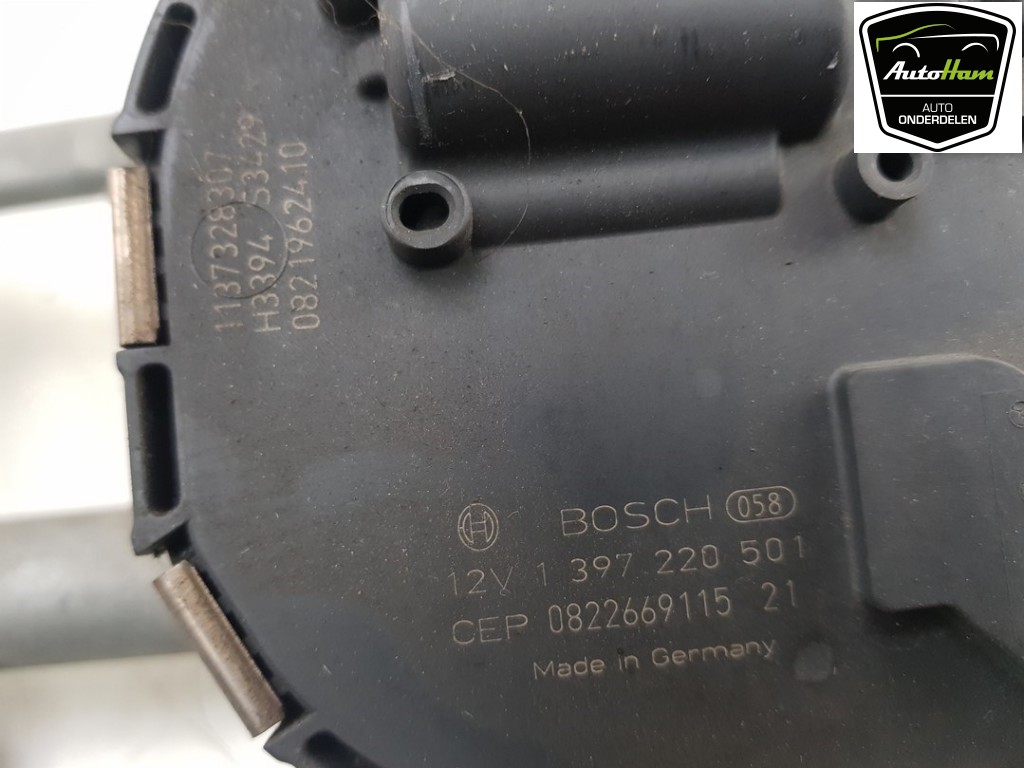 AutoHam
AUTO
ONDERDELEN
1137328307
H3394 S3429
0821962410
H BOSCH 058
12V 1 397 220 501
CEP 0822669115 21
Made in Germany